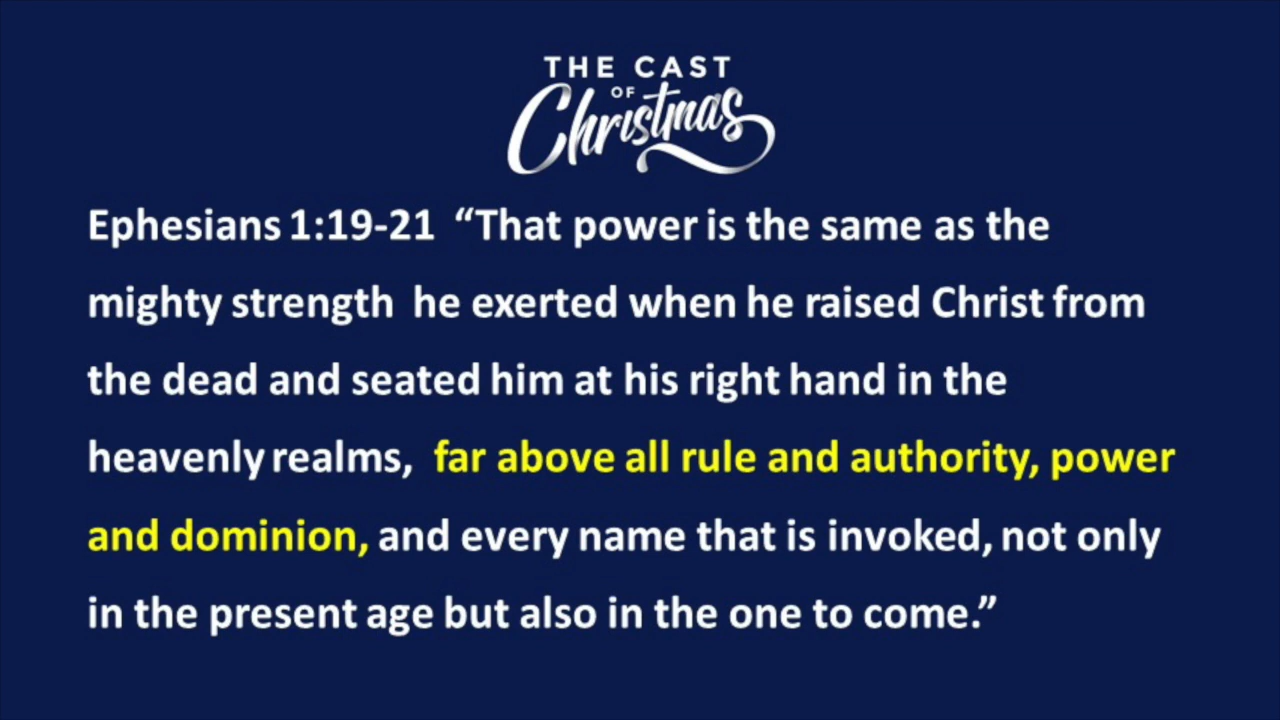 THE CAST
OF
Christmas
Ephesians 1:19-21 “That power is the same as the
mighty strength he exerted when he raised Christ from
the dead and seated him at his right hand in the
heavenly realms, far above all rule and authority, power
and dominion, and every name that is invoked, not only
in the present age but also in the one to come.”